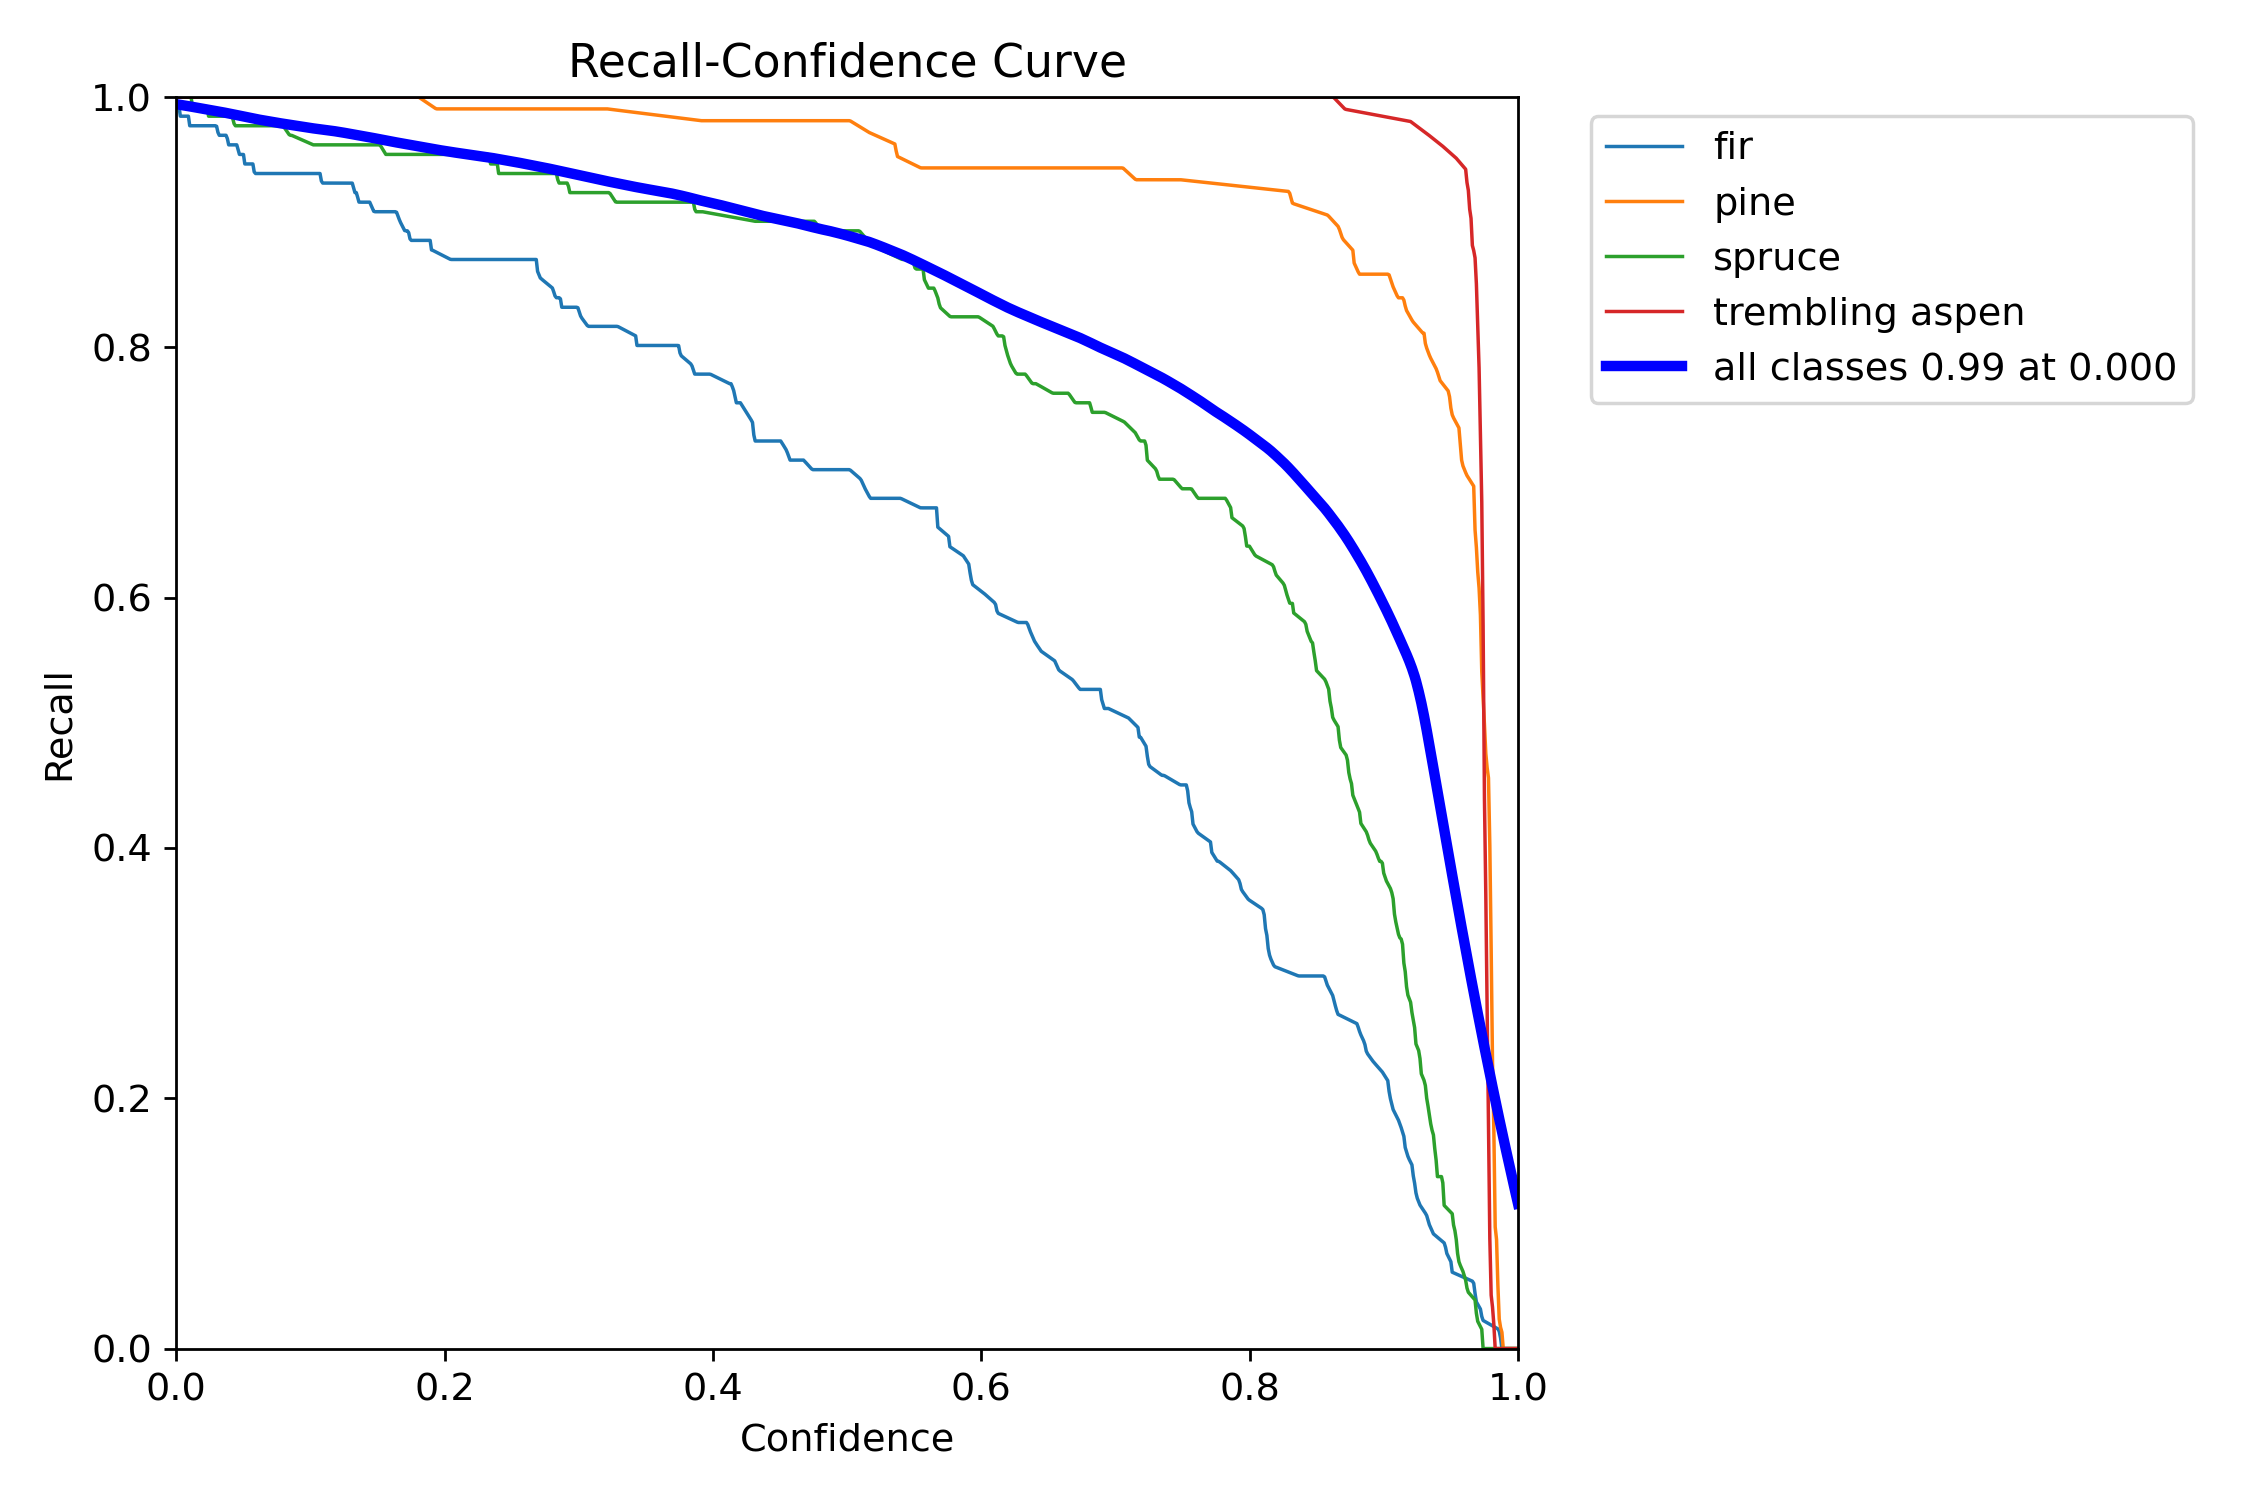 Recall-Confidence Curve
1.0
0.8
0.6
0.4
0.2
0.0
Recall
0.0 0.2 0.4 0.6 0.8 1.0
Confidence
fir
pine
spruce
trembling aspen
all classes 0.99 at 0.000